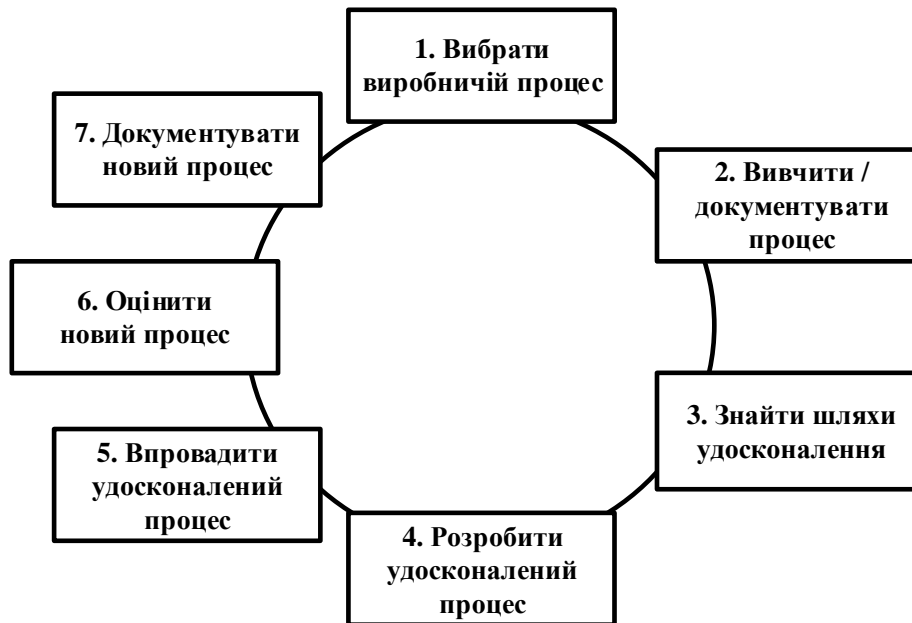 1. Вибрати
виробничій процес
2. Вивчити /
документувати
процес
3. Знайти шляхи
удосконалення
4. Розробити
удосконалений
процес
5. Впровадити
удосконалений
процес
6. Оцінити
новий процес
7. Документувати
новий процес